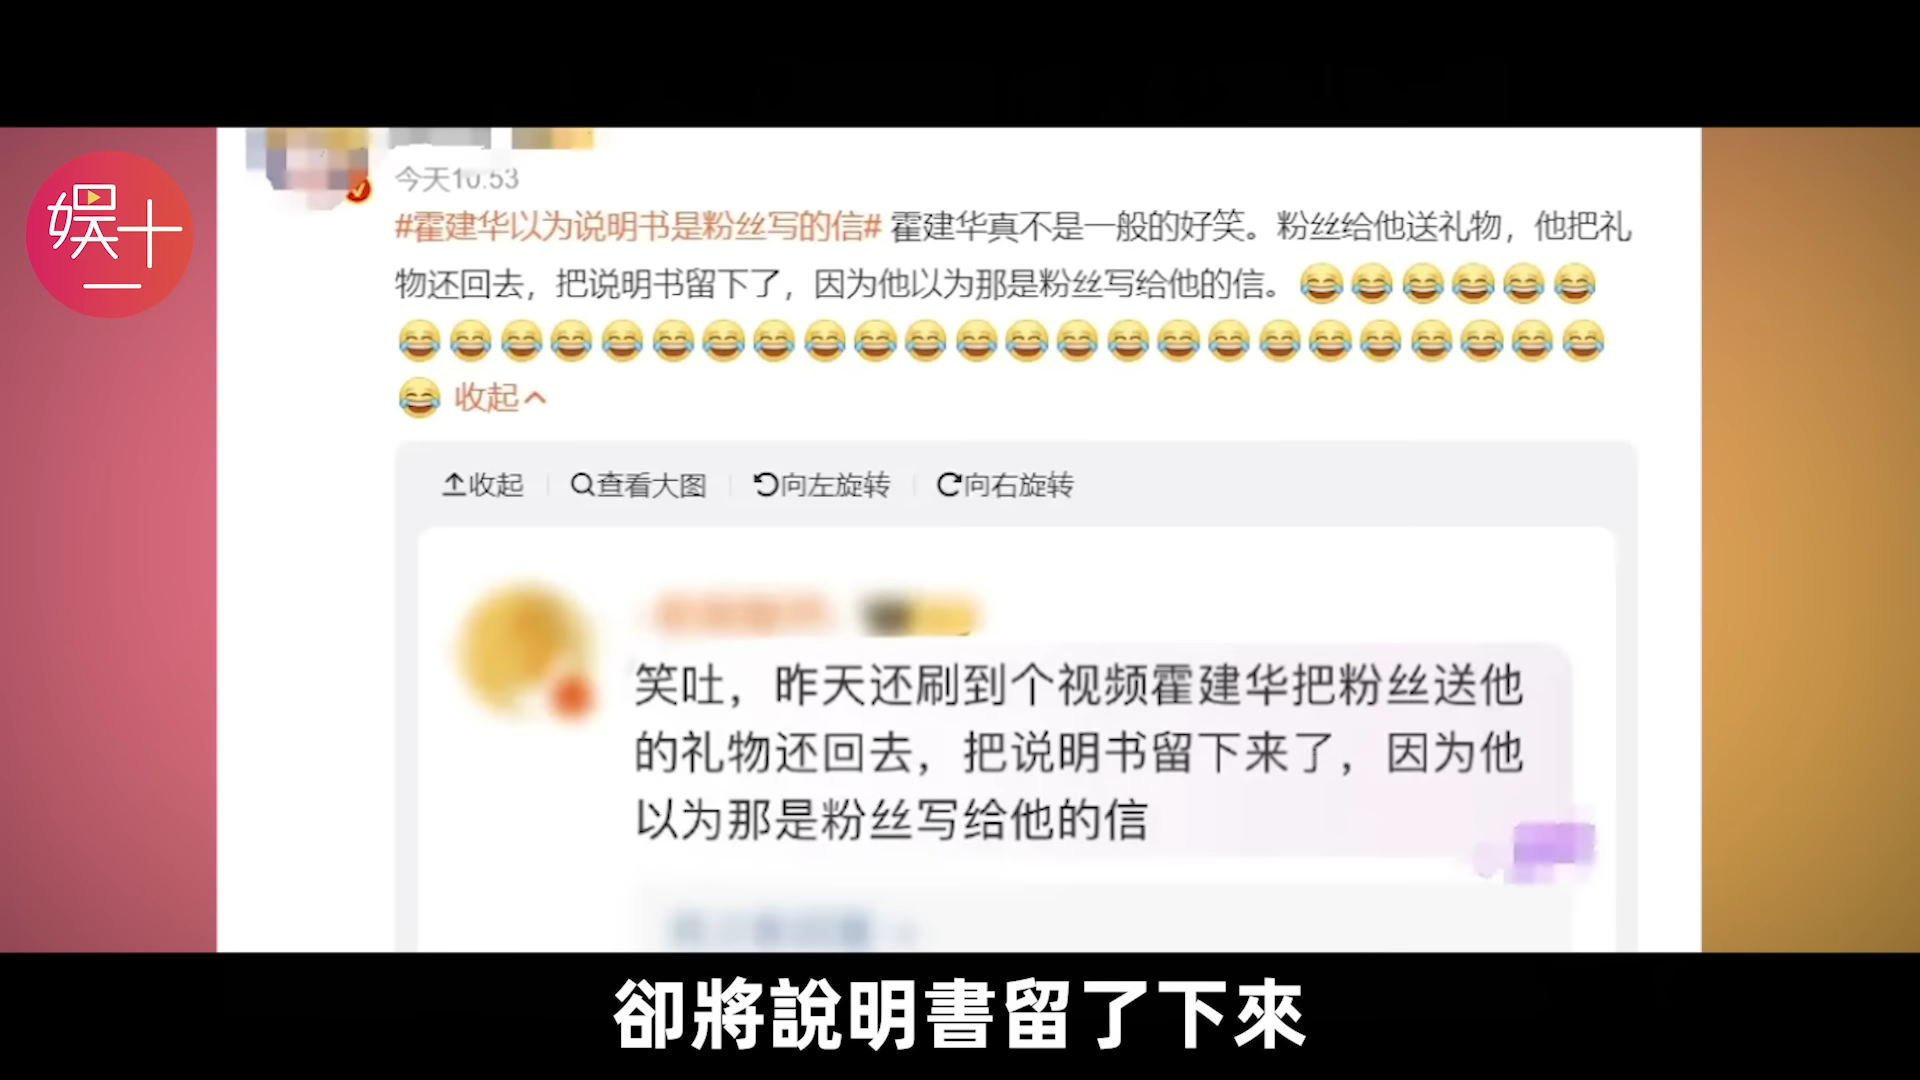 娱十一
今天10:53
#霍建华以为说明书是粉丝写的信# 霍建华真不是一般的好笑。粉丝给他送礼物，他把礼
物还回去，把说明书留下了，因为他以为那是粉丝写给他的信。😂😂😂😂😂😂
😂😂😂😂😂😂😂😂😂😂😂😂😂😂😂😂😂😂😂😂😂😂😂😂
😂 收起
收起 查看大图 向左旋转 向右旋转
笑吐，昨天还刷到个视频霍建华把粉丝送他
的礼物还回去，把说明书留下来了，因为他
以为那是粉丝写给他的信
卻將說明書留了下來